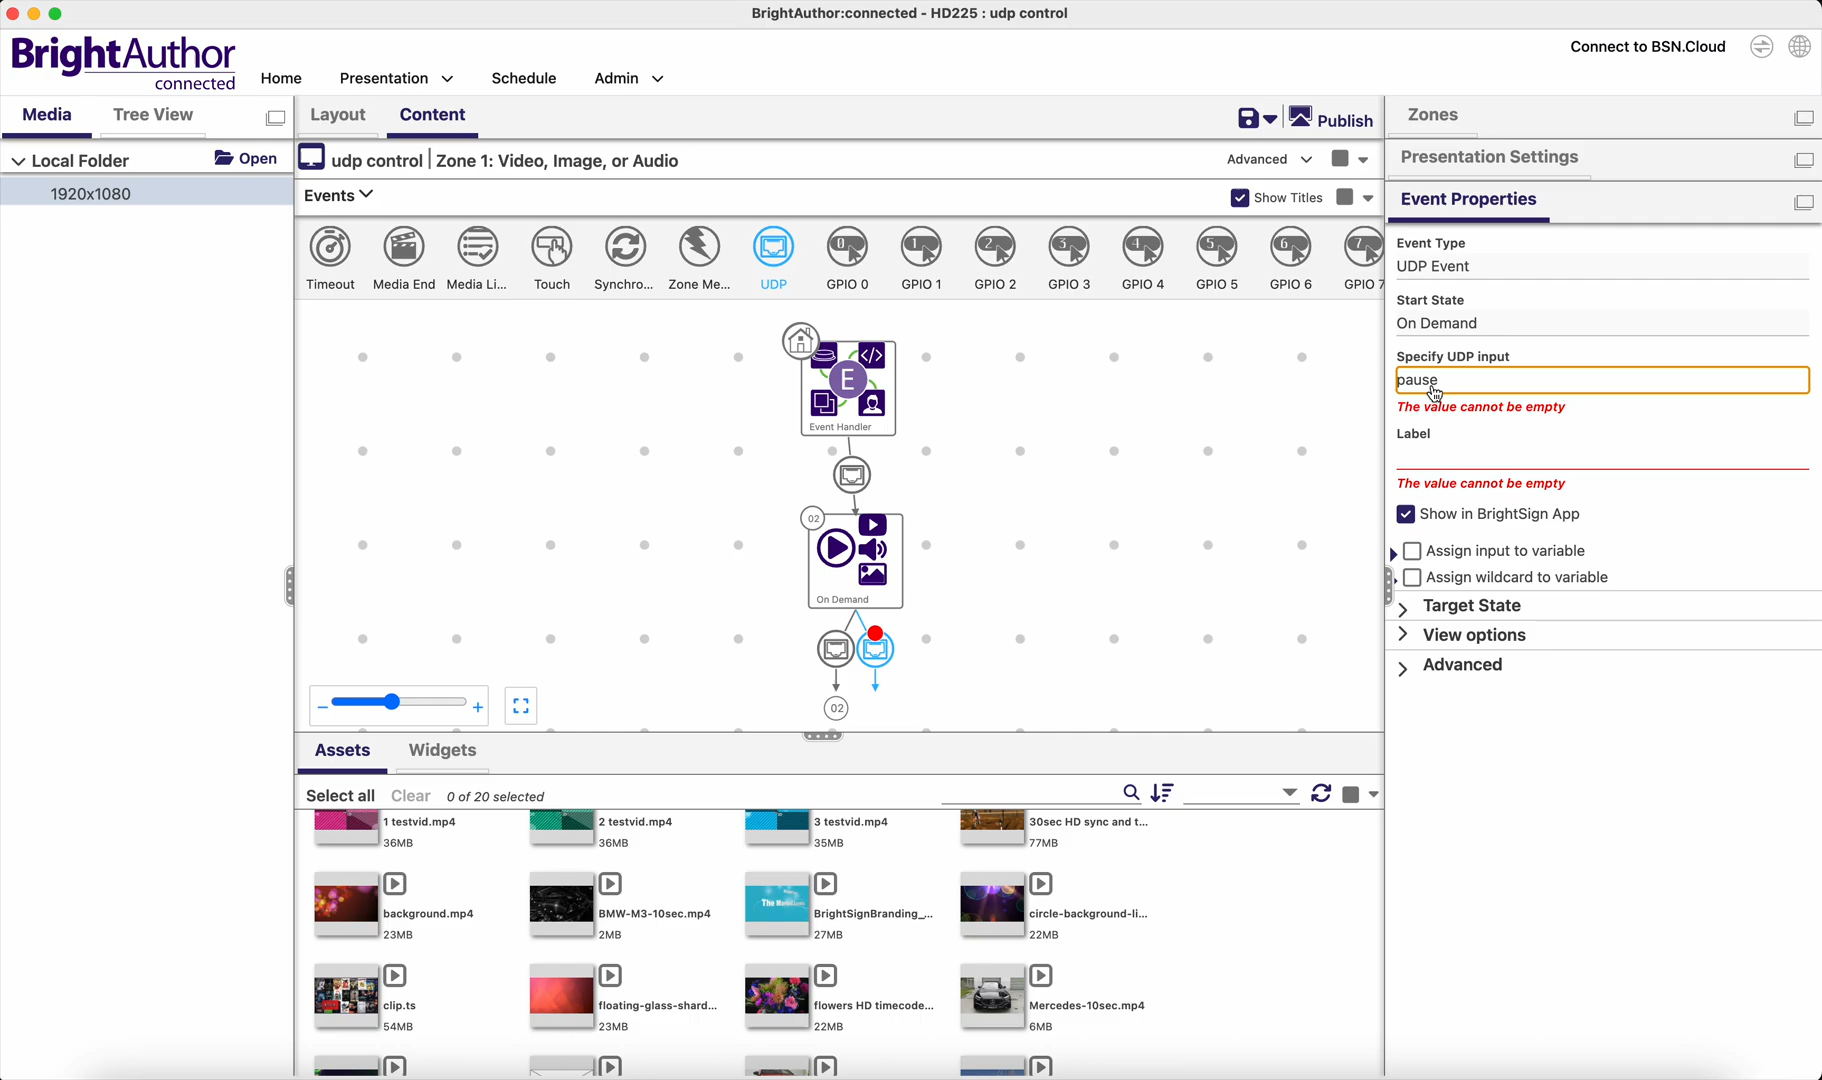 BrightAuthor:connected - HD225 : udp control
BrightAuthor
connected
Home
Presentation
Schedule
Admin
Connect to BSN.Cloud
Media
Tree View
Layout
Content
Publish
Zones
Local Folder
Open
udp control | Zone 1: Video, Image, or Audio
Advanced
Presentation Settings
1920x1080
Events
Show Titles
Event Properties
Timeout
Media End
Media Li...
Touch
Synchro...
Zone Me...
UDP
0
GPIO 0
1
GPIO 1
2
GPIO 2
3
GPIO 3
4
GPIO 4
5
GPIO 5
6
GPIO 6
7
GPIO 7
Event Type
UDP Event
Start State
On Demand
Specify UDP input
pause
The value cannot be empty
Label
The value cannot be empty
Show in BrightSign App
Assign input to variable
Assign wildcard to variable
Target State
View options
Advanced
E
Event Handler
02
On Demand
02
Assets
Widgets
Select all
Clear
0 of 20 selected
1 testvid.mp4
36MB
2 testvid.mp4
36MB
3 testvid.mp4
35MB
30sec HD sync and t...
77MB
background.mp4
23MB
BMW-M3-10sec.mp4
2MB
BrightSignBranding_...
27MB
circle-background-li...
22MB
clip.ts
54MB
floating-glass-shard...
23MB
flowers HD timecode...
22MB
Mercedes-10sec.mp4
6MB